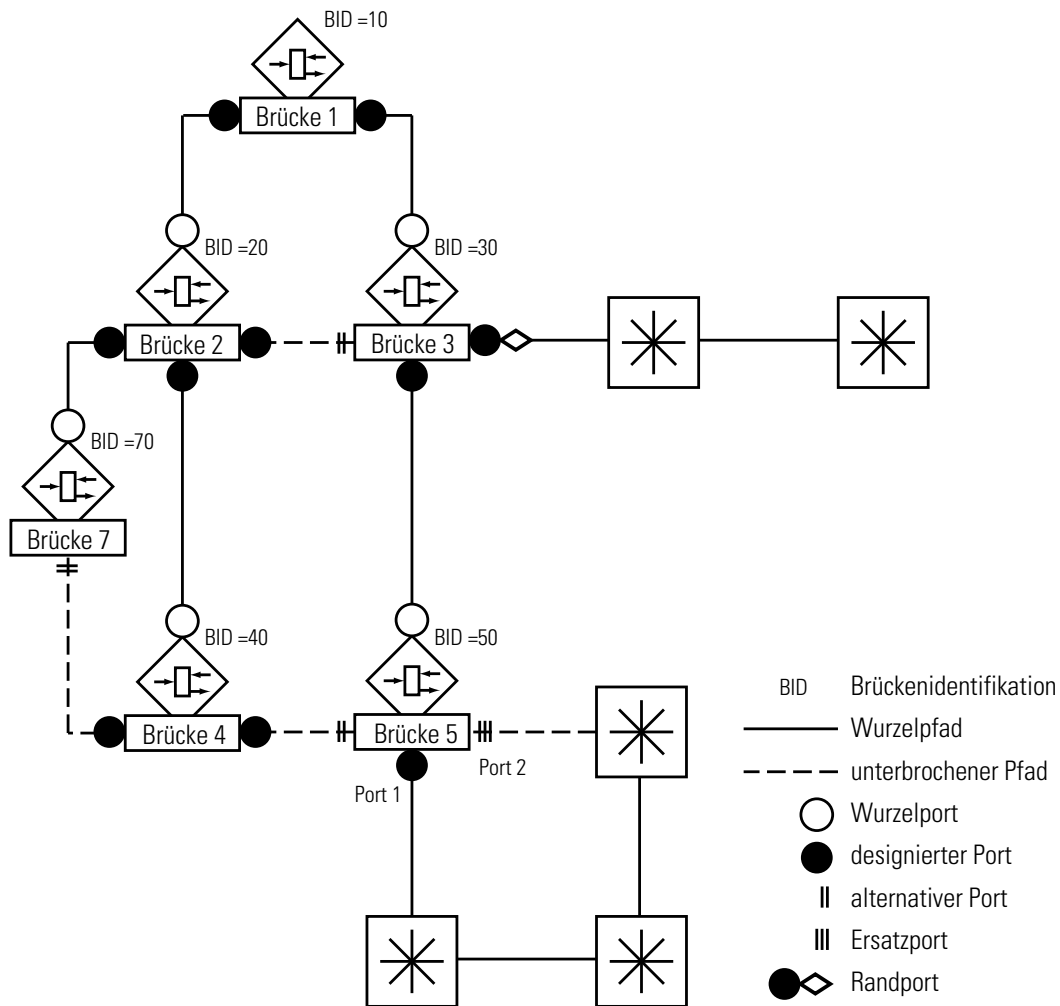 BID =10
Brücke 1
BID =20
BID =30
Brücke 2
Brücke 3
BID =70
Brücke 7
BID =40
BID =50
Brücke 4
Brücke 5
Port 2
Port 1
BID Brückenidentifikation
Wurzelpfad
unterbrochener Pfad
Wurzelport
designierter Port
alternativer Port
Ersatzport
Randport